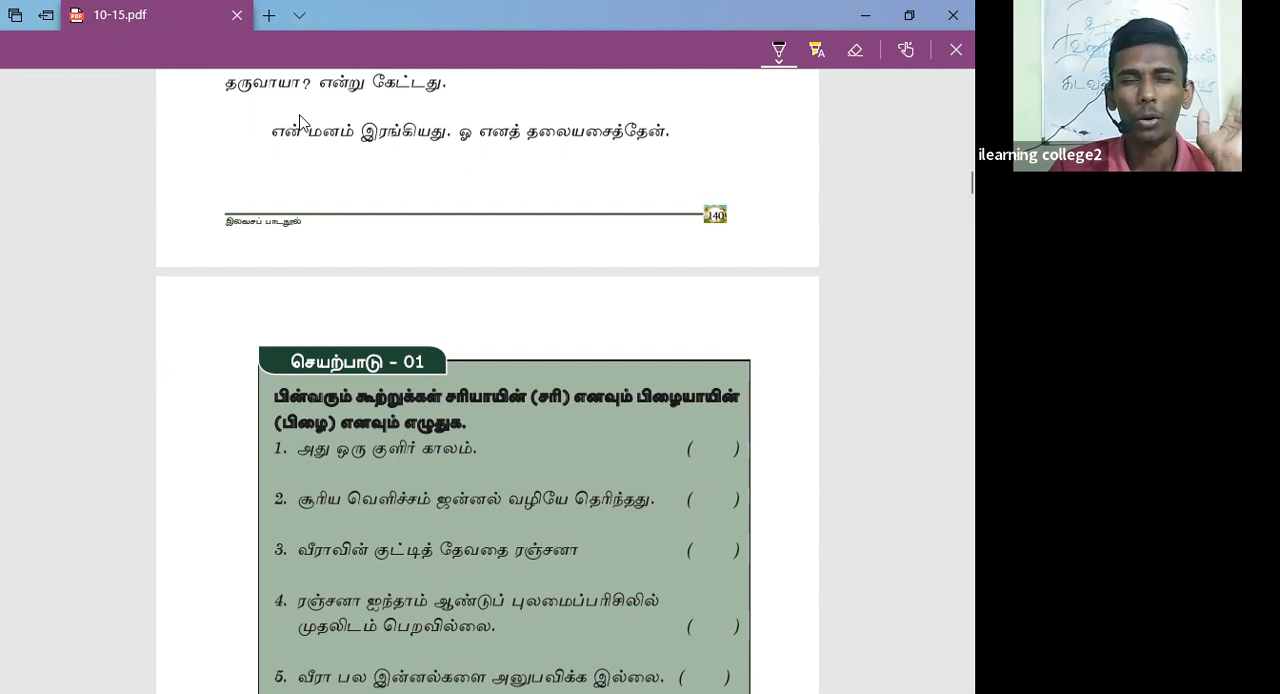 10-15.pdf
தருவாயா? என்று கேட்டது.
என் மனம் இரங்கியது. ஓ எனத் தலையசைத்தேன்.
இலவசப் பாடநூல்
140
செயற்பாடு - 01
பின்வரும் கூற்றுக்கள் சரியாயின் (சரி) எனவும் பிழையாயின்
(பிழை) எனவும் எழுதுக.
1. அது ஒரு குளிர் காலம். ( )
2. சூரிய வெளிச்சம் ஜன்னல் வழியே தெரிந்தது. ( )
3. வீராவின் குட்டித் தேவதை ரஞ்சனா ( )
4. ரஞ்சனா ஐந்தாம் ஆண்டுப் புலமைப்பரிசிலில்
முதலிடம் பெறவில்லை. ( )
5. வீரா பல இன்னல்களை அனுபவிக்க இல்லை. ( )
ilearning college2